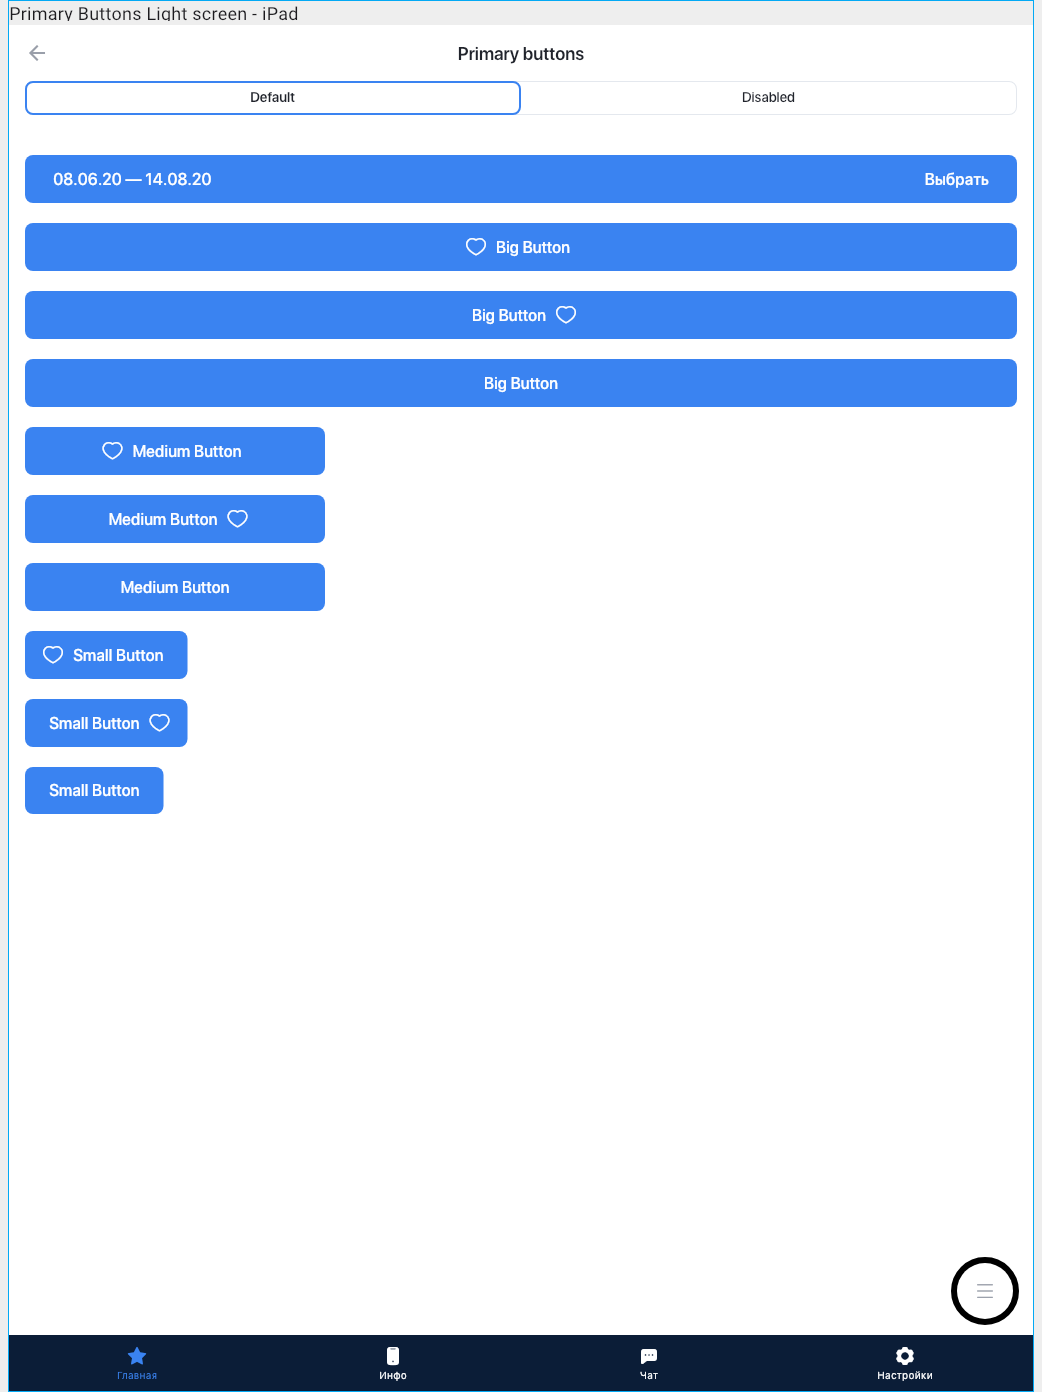 Primary Buttons Light screen - iPad
Primary buttons
Default
Disabled
08.06.20 — 14.08.20
Выбрать
Big Button
Big Button
Big Button
Medium Button
Medium Button
Medium Button
Small Button
Small Button
Small Button
Главная
Инфо
Чат
Настройки